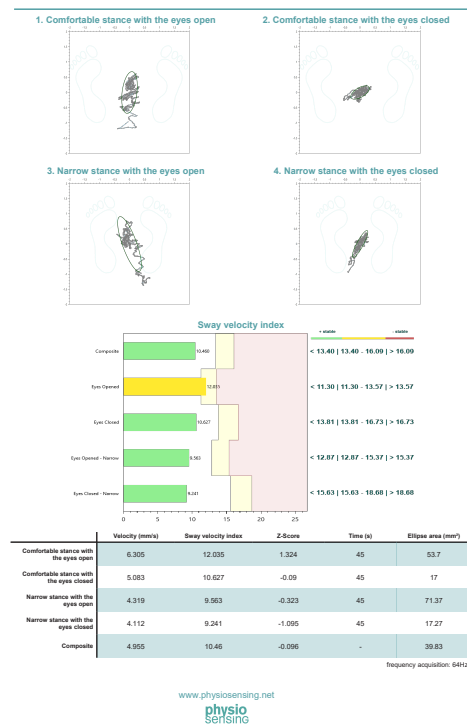 1. Comfortable stance with the eyes open
2. Comfortable stance with the eyes closed
3. Narrow stance with the eyes open
4. Narrow stance with the eyes closed
Sway velocity index
+ stable - stable
Composite 10.460 < 13.40 | 13.40 - 16.09 | > 16.09
Eyes Opened 12.035 < 11.30 | 11.30 - 13.57 | > 13.57
Eyes Closed 10.627 < 13.81 | 13.81 - 16.73 | > 16.73
Eyes Opened - Narrow 9.563 < 12.87 | 12.87 - 15.37 | > 15.37
Eyes Closed - Narrow 9.241 < 15.63 | 15.63 - 18.68 | > 18.68
0 5 10 15 20 25
Velocity (mm/s) Sway velocity index Z-Score Time (s) Ellipse area (mm²)
Comfortable stance with
the eyes open 6.305 12.035 1.324 45 53.7
Comfortable stance with
the eyes closed 5.083 10.627 -0.09 45 17
Narrow stance with the
eyes open 4.319 9.563 -0.323 45 71.37
Narrow stance with the
eyes closed 4.112 9.241 -1.095 45 17.27
Composite 4.955 10.46 -0.096 - 39.83
frequency acquisition: 64Hz
www.physiosensing.net
physio
sensing